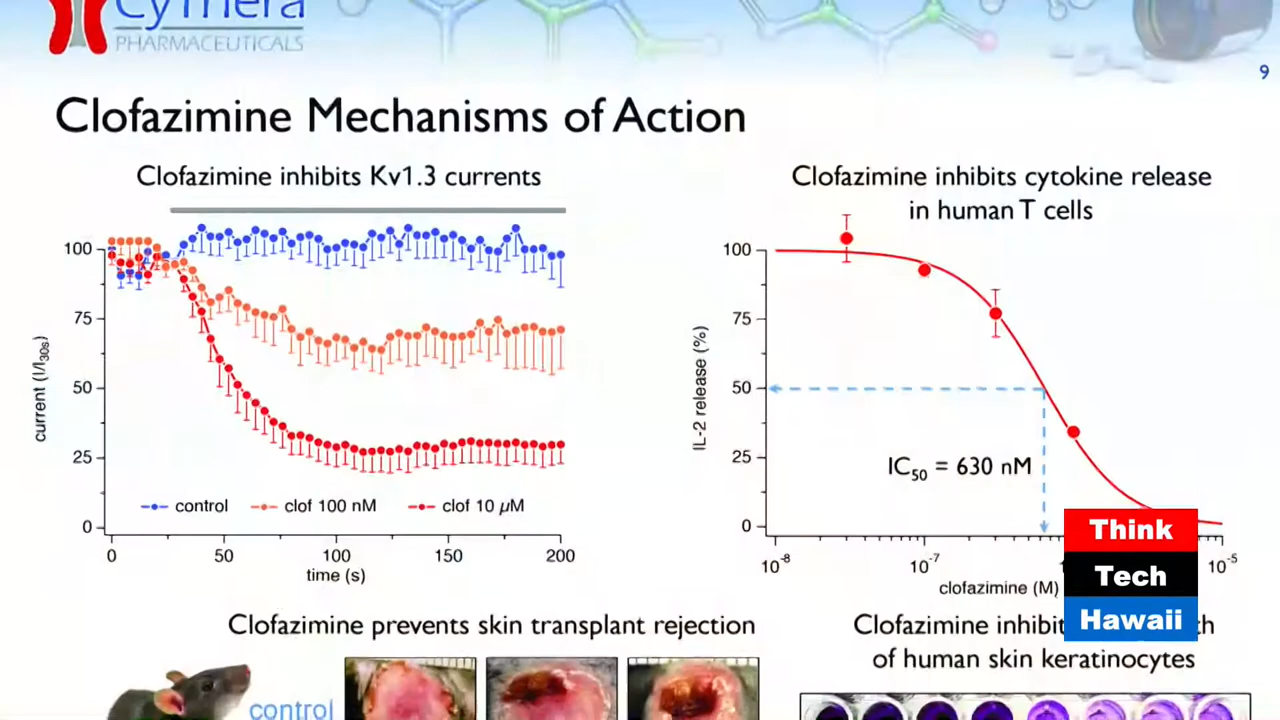 Cymera
PHARMACEUTICALS
9
Clofazimine Mechanisms of Action
Clofazimine inhibits Kv1.3 currents
100
75
50
25
0
current (I/I30s)
control
clof 100 nM
clof 10 µM
0
50
100
150
200
time (s)
Clofazimine inhibits cytokine release
in human T cells
100
75
50
25
0
IL-2 release (%)
IC50 = 630 nM
10-8
10-7
10-5
clofazimine (M)
Think
Tech
Hawaii
Clofazimine prevents skin transplant rejection
control
Clofazimine
of human skin keratinocytes